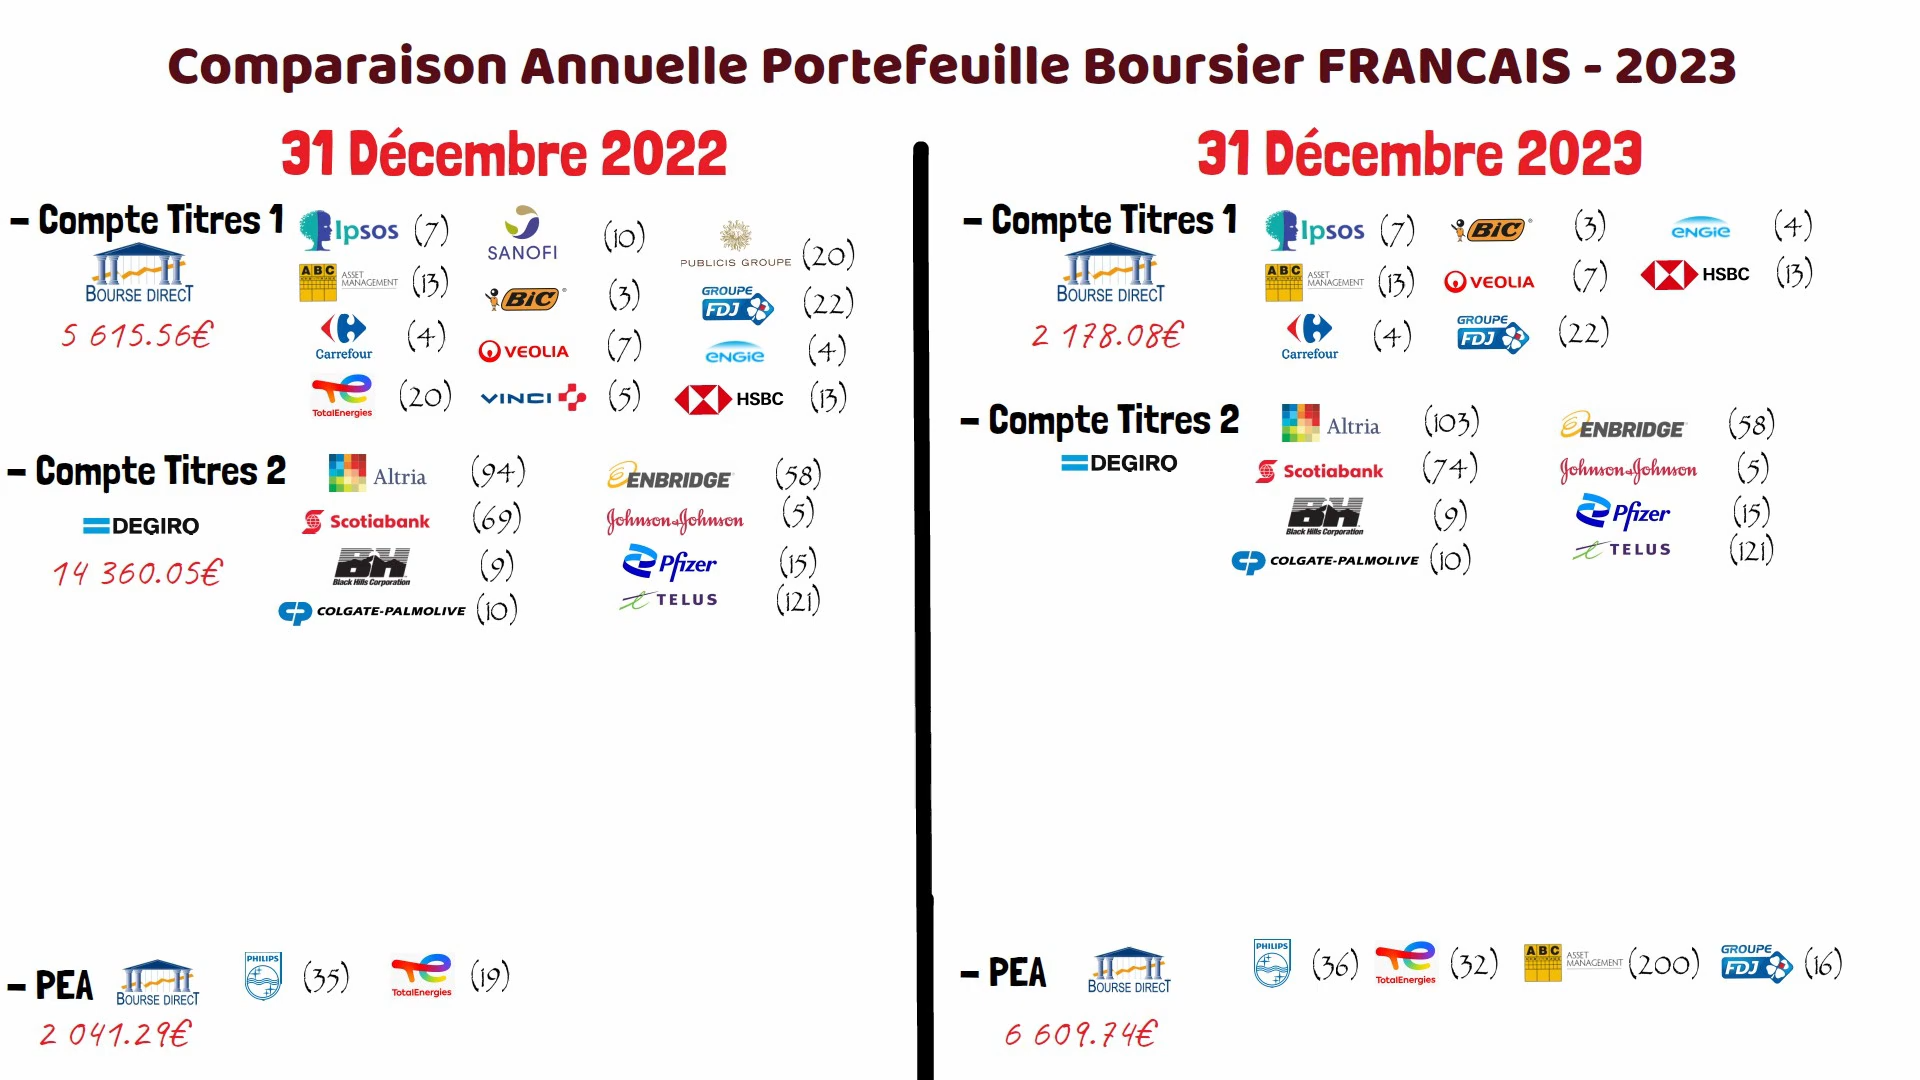 Comparaison Annuelle Portefeuille Boursier FRANCAIS - 2023
31 Décembre 2022
- Compte Titres 1
BOURSE DIRECT
5 615.56€
Ipsos (7)
SANOFI (10)
PUBLICIS GROUPE (20)
ABC ASSET MANAGEMENT (13)
BiC (3)
GROUPE FDJ (22)
Carrefour (4)
VEOLIA (7)
ENGIE (4)
TotalEnergies (20)
VINCI (5)
HSBC (13)
- Compte Titres 2
DEGIRO
14 360.05€
Altria (94)
ENBRIDGE (58)
Scotiabank (69)
Johnson & Johnson (5)
BH Black Hills Corporation (9)
Pfizer (15)
CP COLGATE-PALMOLIVE (10)
TELUS (121)
- PEA
BOURSE DIRECT
2 041.29€
PHILIPS (35)
TotalEnergies (19)
31 Décembre 2023
- Compte Titres 1
BOURSE DIRECT
2 178.08€
Ipsos (7)
BiC (3)
ENGIE (4)
ABC ASSET MANAGEMENT (13)
VEOLIA (7)
HSBC (13)
Carrefour (4)
GROUPE FDJ (22)
- Compte Titres 2
DEGIRO
Altria (103)
ENBRIDGE (58)
Scotiabank (74)
Johnson & Johnson (5)
BH Black Hills Corporation (9)
Pfizer (15)
CP COLGATE-PALMOLIVE (10)
TELUS (121)
- PEA
BOURSE DIRECT
6 609.74€
PHILIPS (36)
TotalEnergies (32)
ABC ASSET MANAGEMENT (200)
GROUPE FDJ (16)